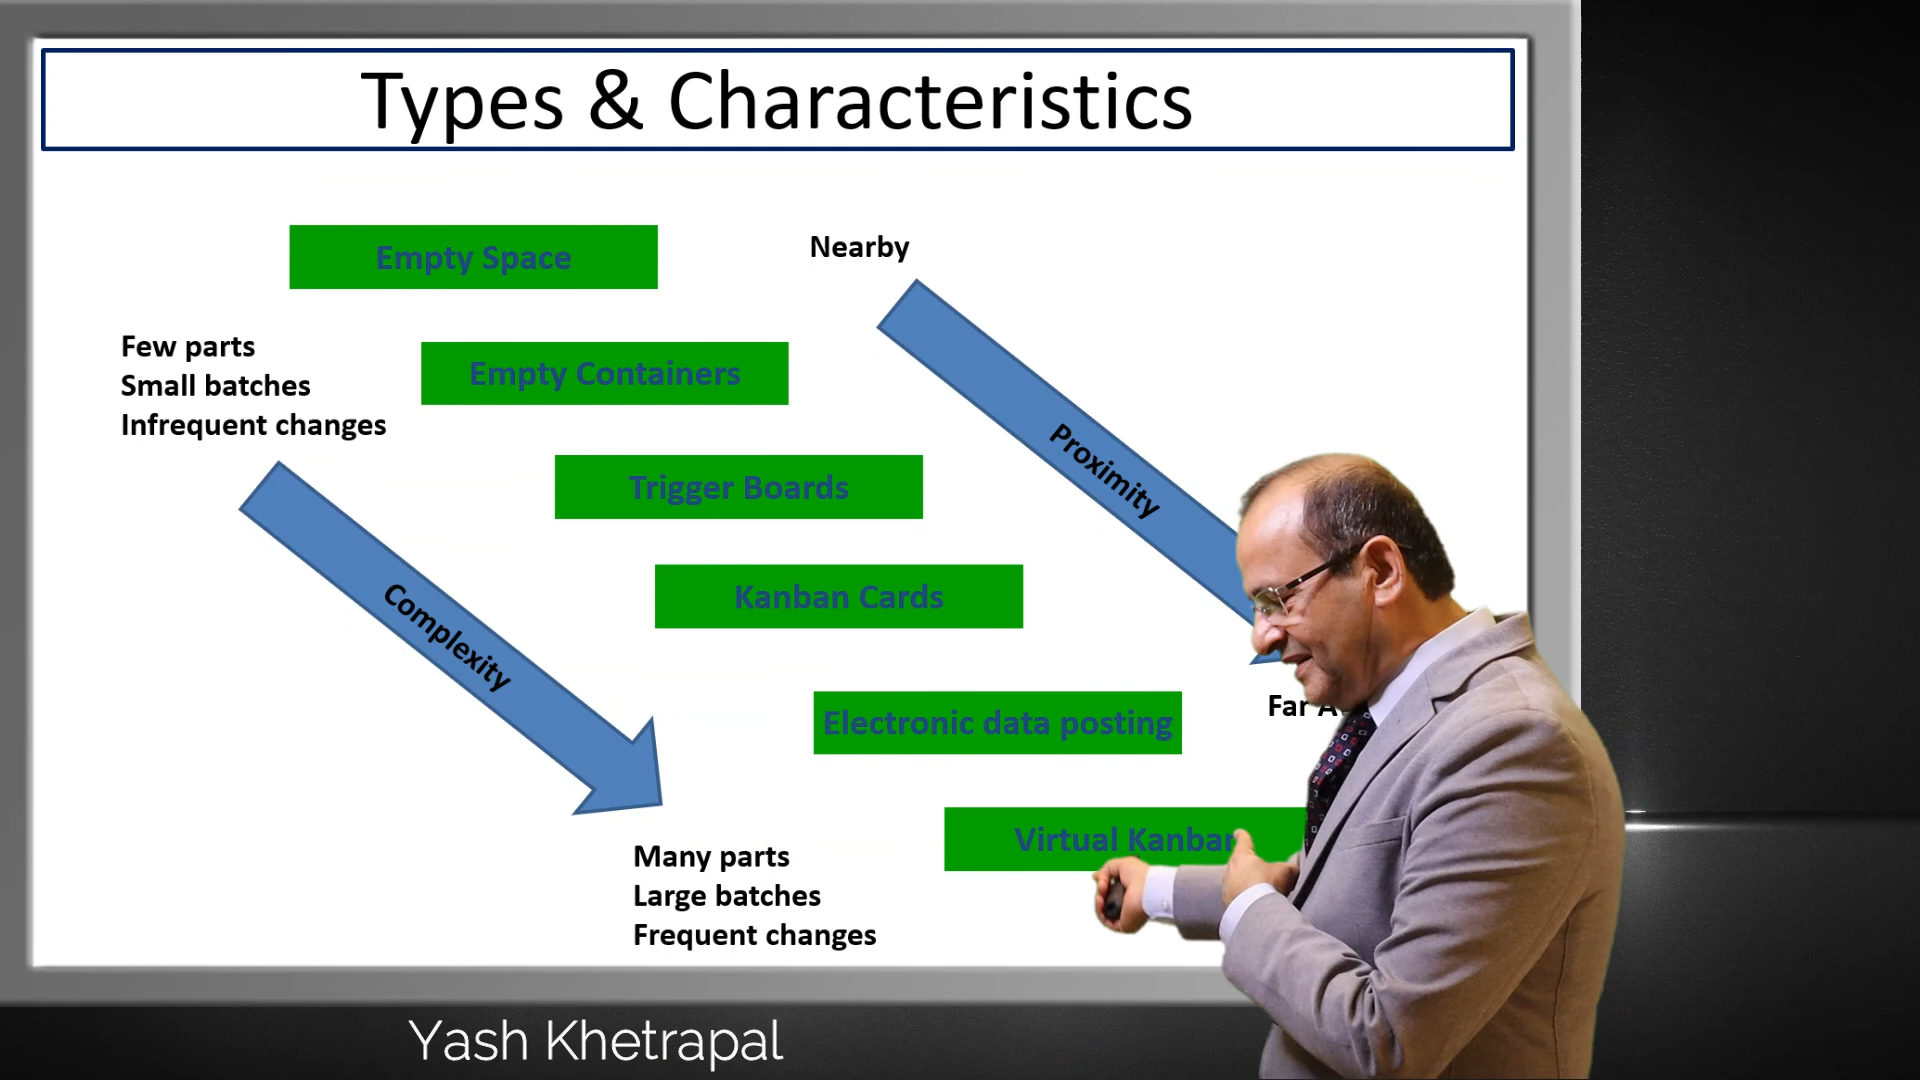 Types & Characteristics
Empty Space
Nearby
Few parts
Small batches
Infrequent changes
Empty Containers
Proximity
Trigger Boards
Complexity
Kanban Cards
Far
Electronic data posting
Virtual Kanban
Many parts
Large batches
Frequent changes
Yash Khetrapal